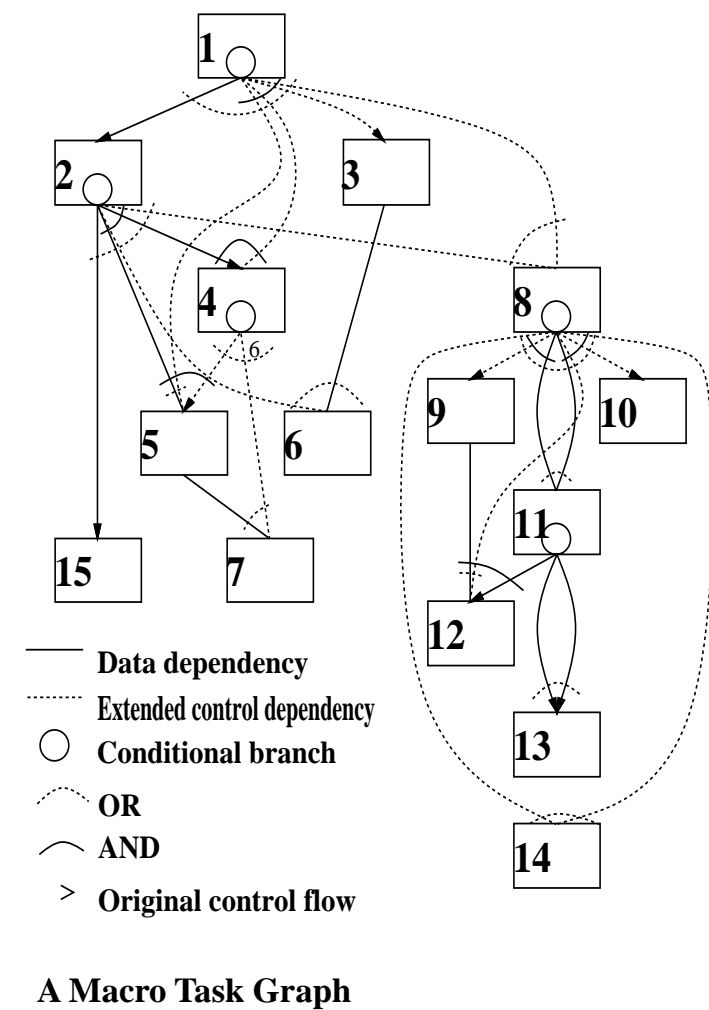 1
2
3
4
8
6
9
10
5
6
11
15
7
12
Data dependency
Extended control dependency
Conditional branch
13
OR
AND
14
Original control flow
A Macro Task Graph